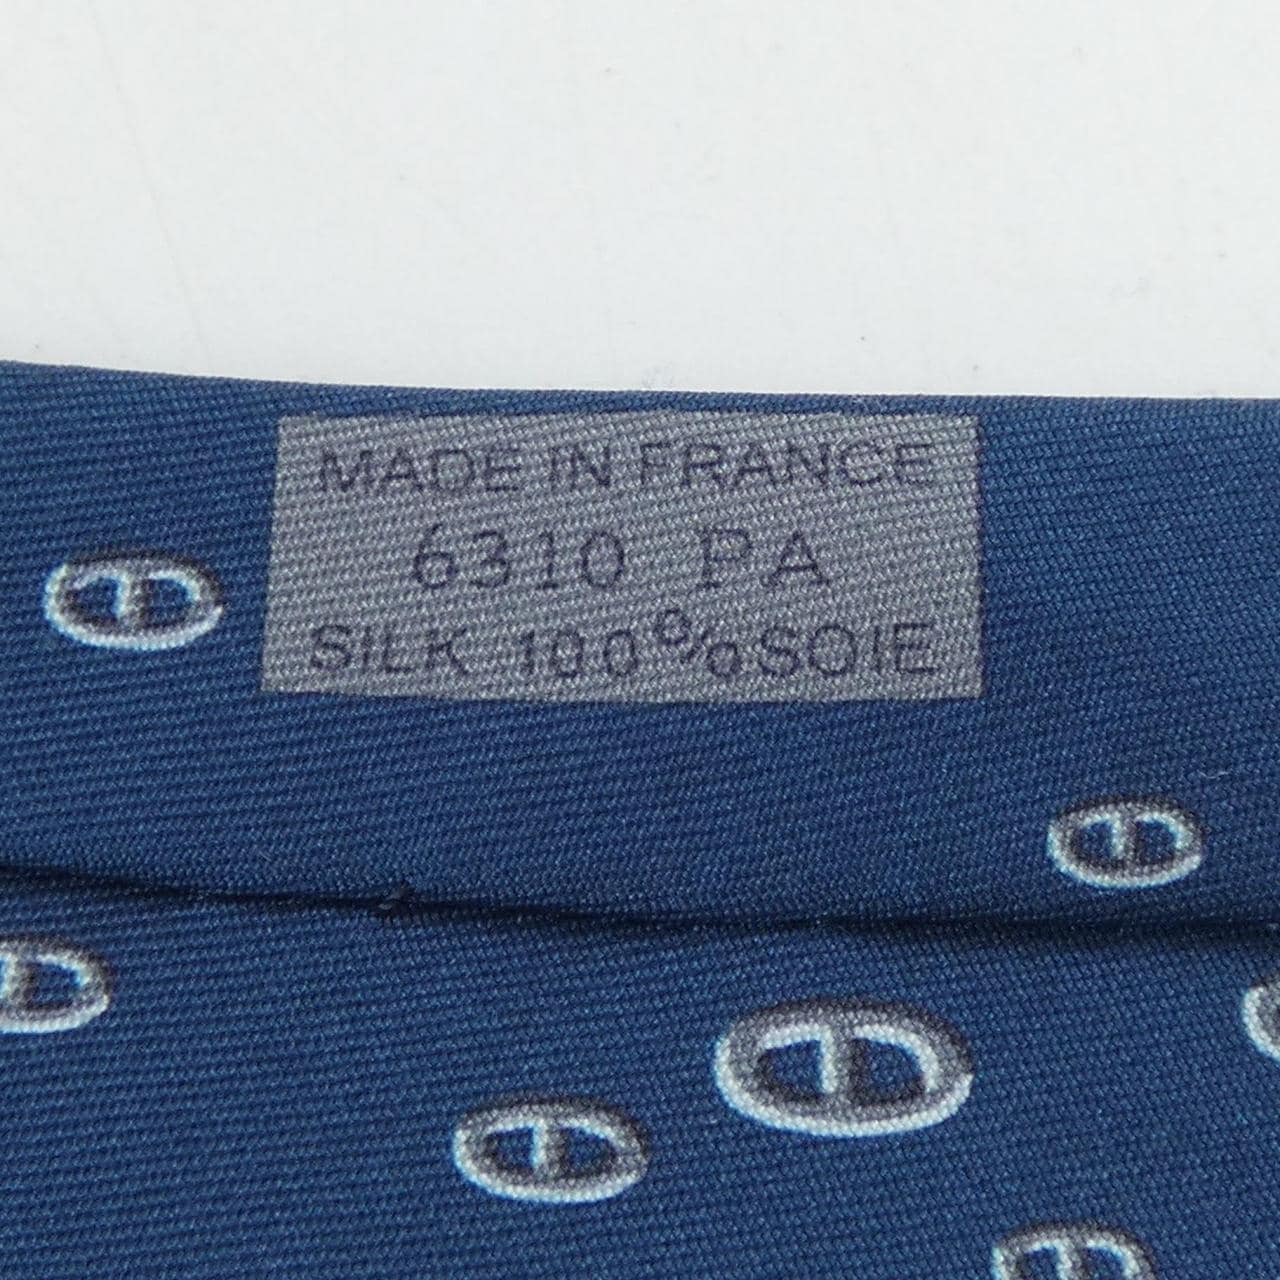 MADE IN FRANCE
6310 PA
SILK 100% SOIE